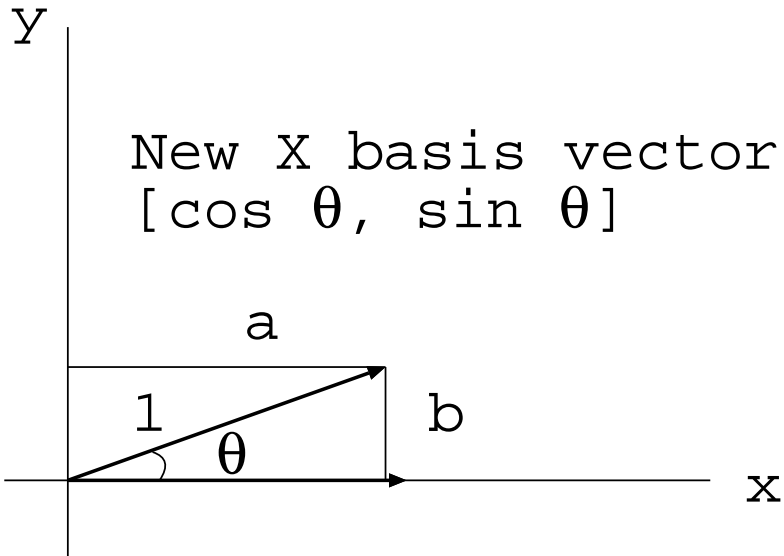 y
New X basis vector
[cos θ, sin θ]
a
1
b
θ
x